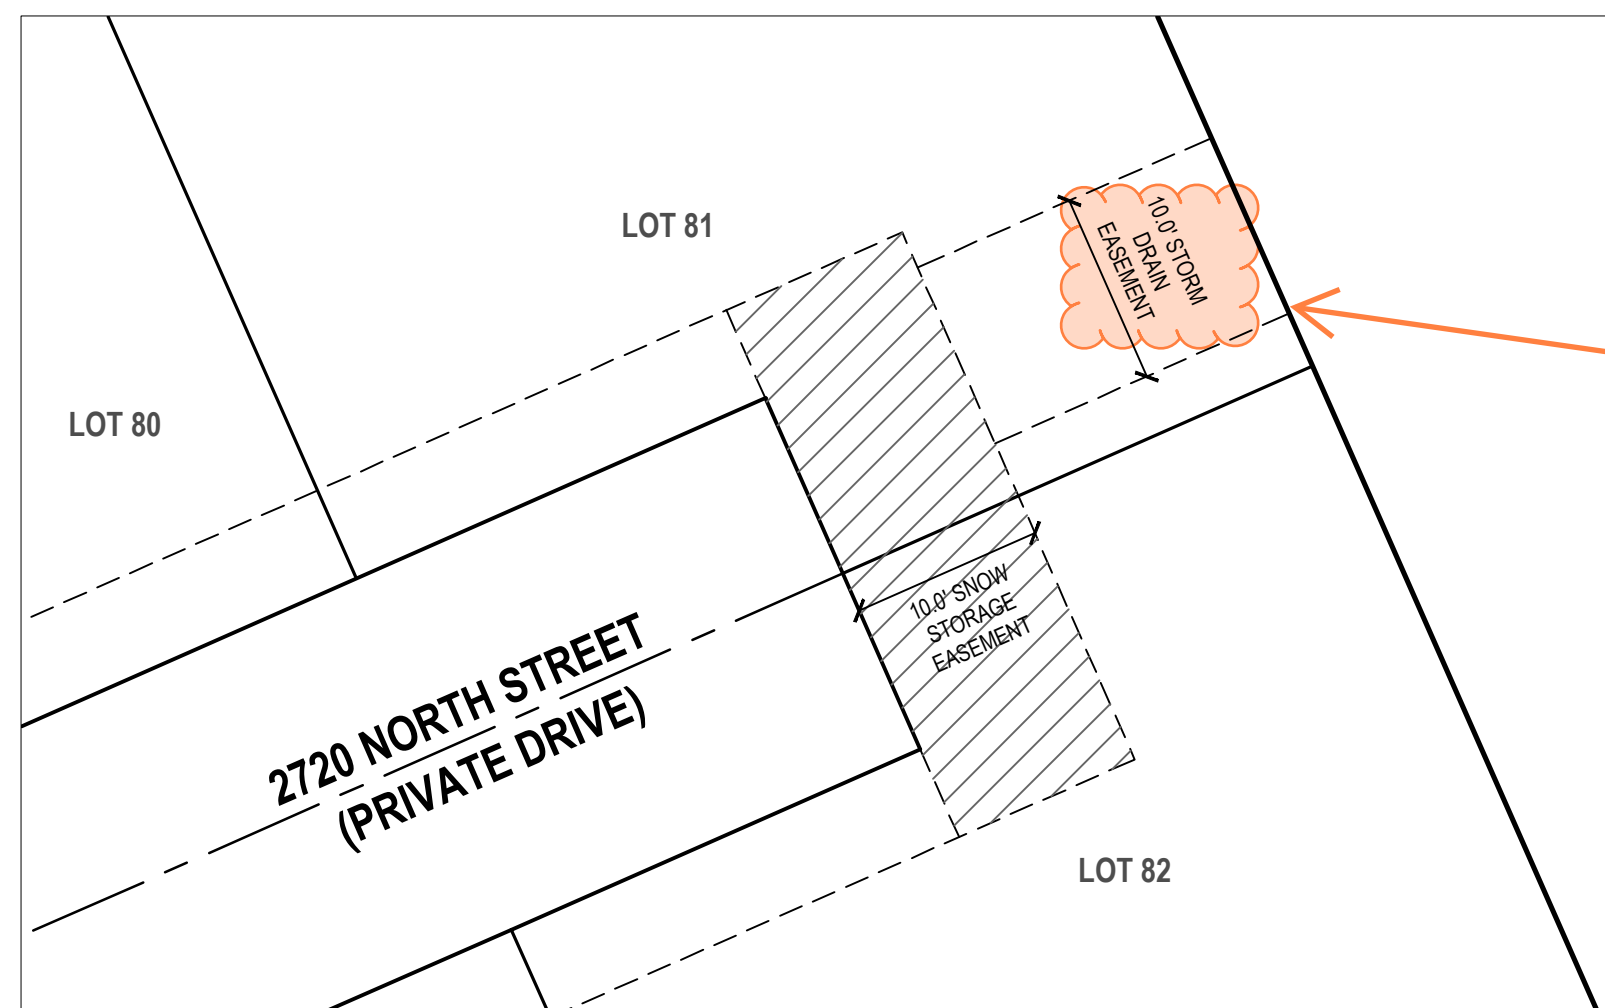 LOT 81
10.0' STORM
DRAIN
EASEMENT
LOT 80
10.0' SNOW
STORAGE
EASEMENT
2720 NORTH STREET
(PRIVATE DRIVE)
LOT 82